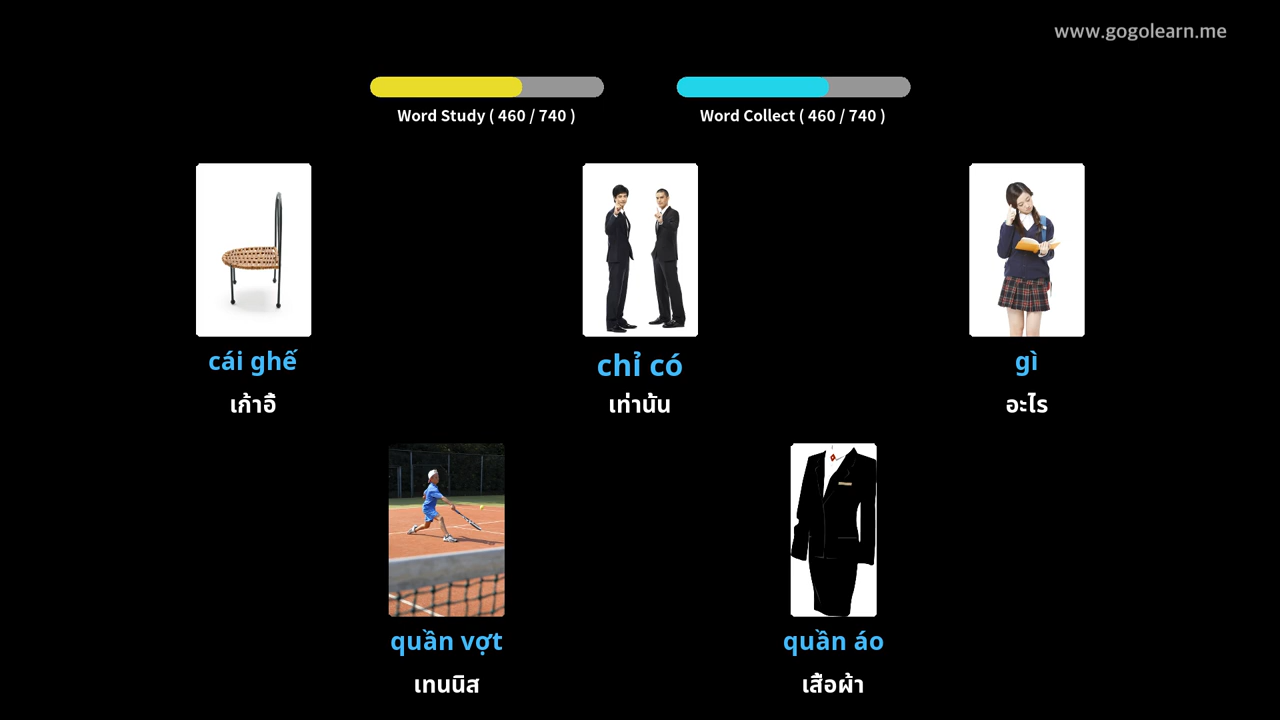 www.gogolearn.me
Word Study ( 460 / 740 )
Word Collect ( 460 / 740 )
cái ghế
chỉ có
gì
เก้าอี้
เท่านั้น
อะไร
quần vợt
quần áo
เทนนิส
เสื้อผ้า